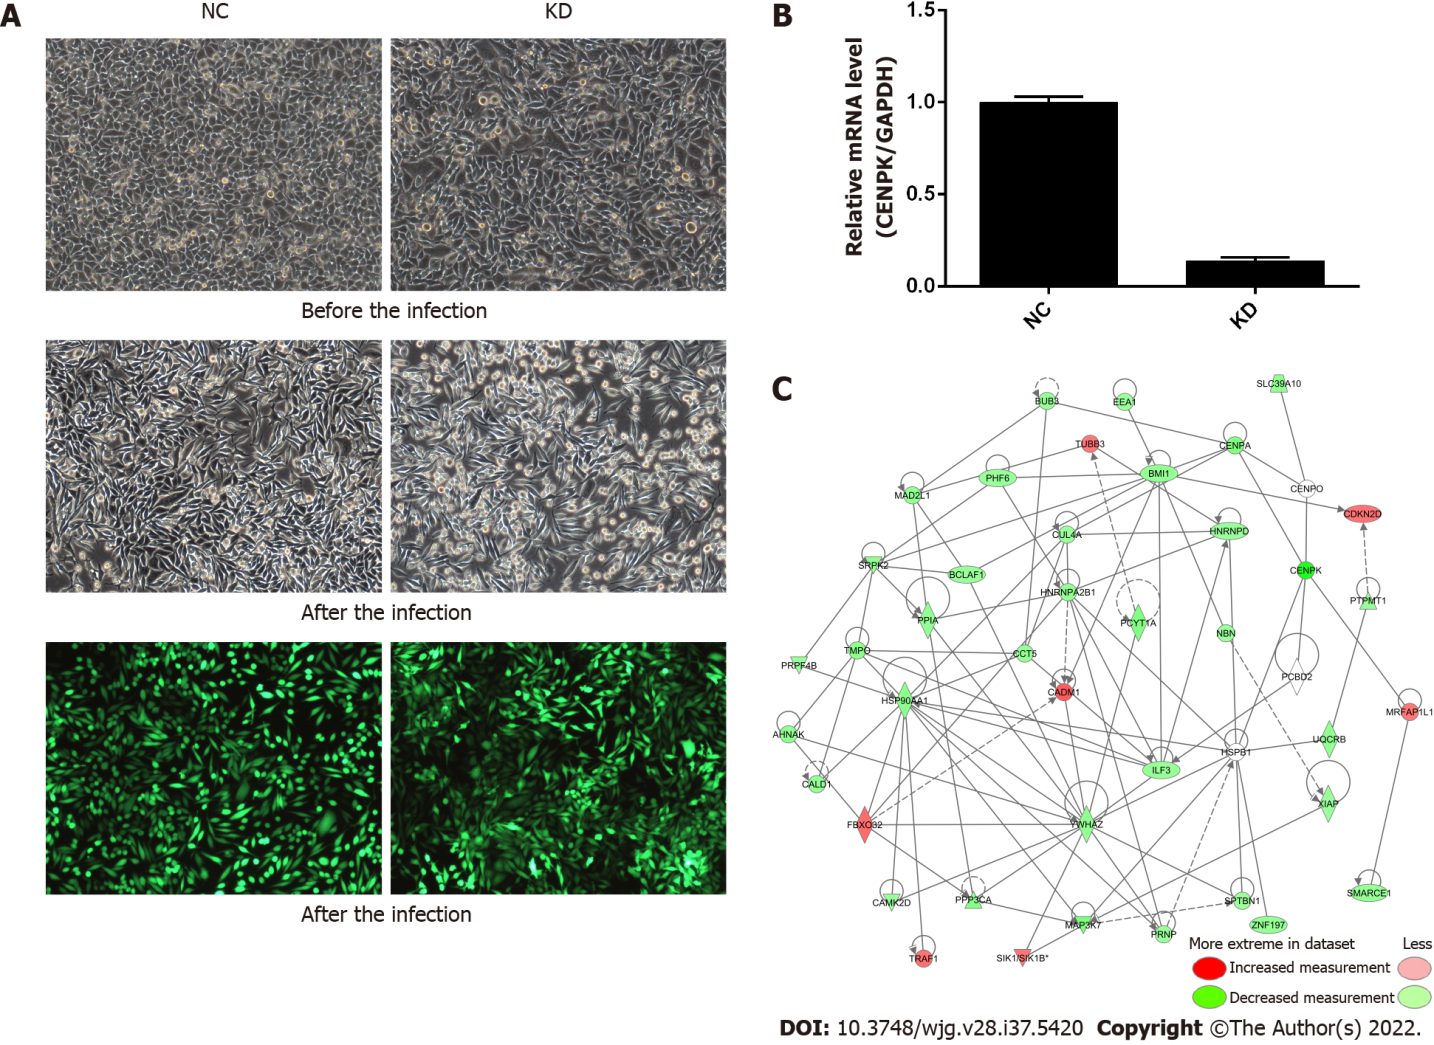 A
NC
KD
Before the infection
After the infection
After the infection
B
Relative mRNA level
(CENPK/GAPDH)
1.5
1.0
0.5
0.0
NC
KD
C
SLC39A10
BUB3
EEA1
TUBB3
CENPA
PHF6
BMI1
MAD2L1
CENPO
CDKN2D
CUL4A
HNRNPD
SRPK2
BCLAF1
CENPK
HNRNPA2B1
PTPMT1
PPIA
PCYT1A
NBN
TMPO
CCT5
PRPF4B
PCBD2
CADM1
HSP90AA1
MRFAP1L1
AHNAK
UQCRB
HSPB1
ILF3
CALD1
XIAP
FBXO32
YWHAZ
SMARCE1
CAMK2D
PPP3CA
SPTBN1
MAP3K7
ZNF197
PRNP
TRAF1
SIK1/SIK1B*
More extreme in dataset Less
Increased measurement
Decreased measurement
DOI: 10.3748/wjg.v28.i37.5420 Copyright ©The Author(s) 2022.